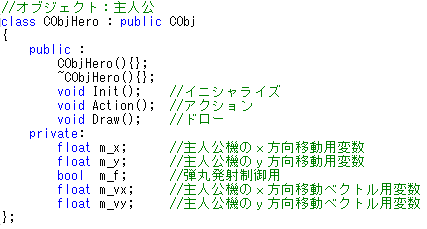 //オブジェクト：主人公
class CObjHero : public CObj
{
    public :
        CObjHero(){};
        ~CObjHero(){};
        void Init();    //イニシャライズ
        void Action();  //アクション
        void Draw();    //ドロー
    private:
        float m_x;      //主人公機のｘ方向移動用変数
        float m_y;      //主人公機のｙ方向移動用変数
        bool  m_f;      //弾丸発射制御用
        float m_vx;     //主人公機のｘ方向移動ベクトル用変数
        float m_vy;     //主人公機のｙ方向移動ベクトル用変数
};